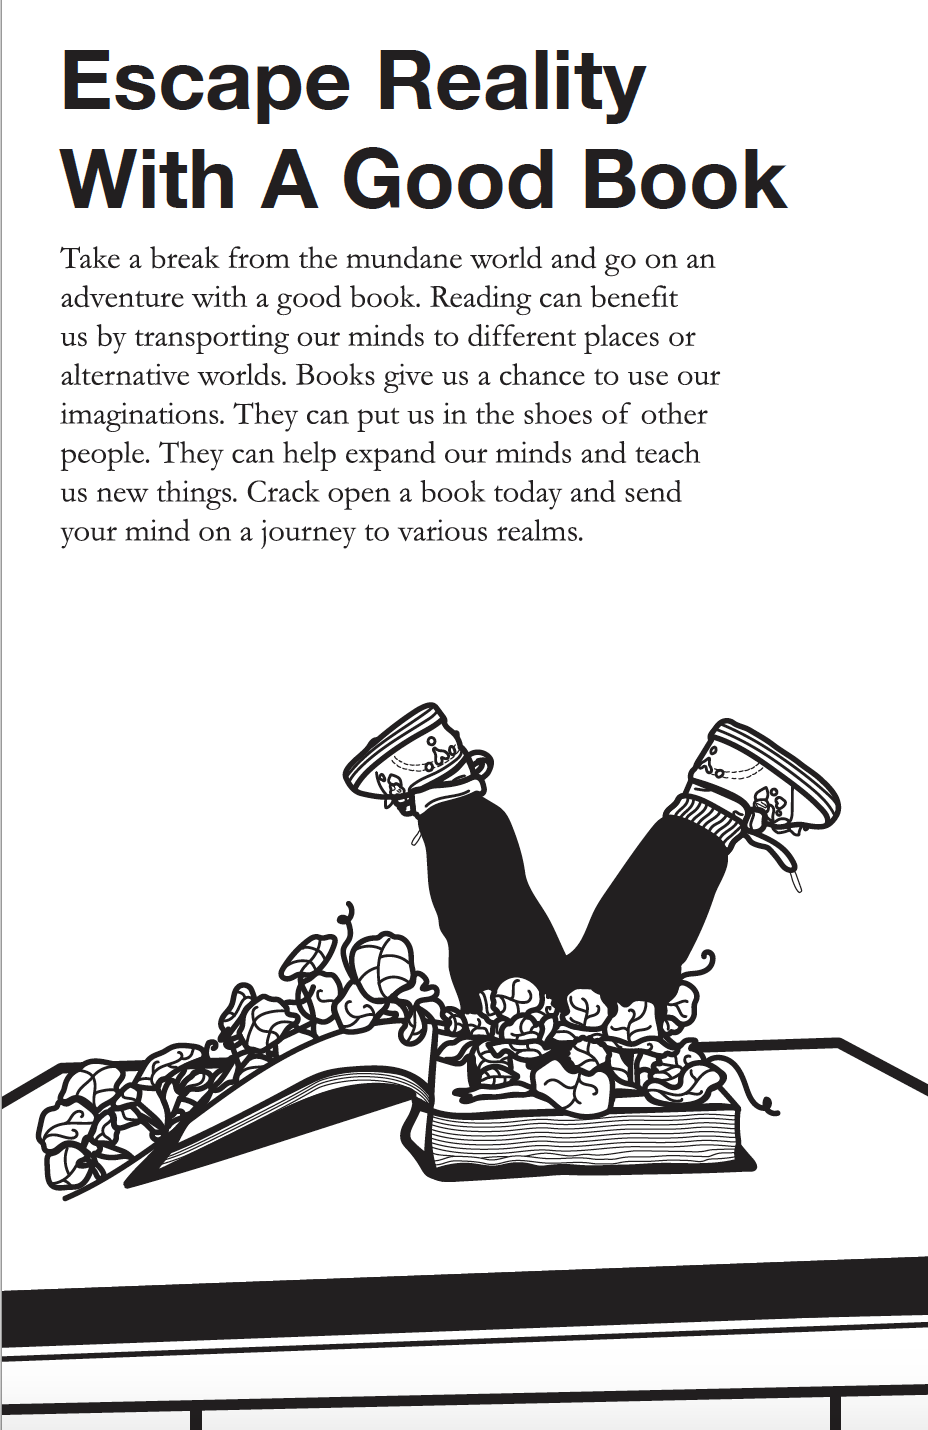 Escape Reality
With A Good Book
Take a break from the mundane world and go on an
adventure with a good book. Reading can benefit
us by transporting our minds to different places or
alternative worlds. Books give us a chance to use our
imaginations. They can put us in the shoes of other
people. They can help expand our minds and teach
us new things. Crack open a book today and send
your mind on a journey to various realms.